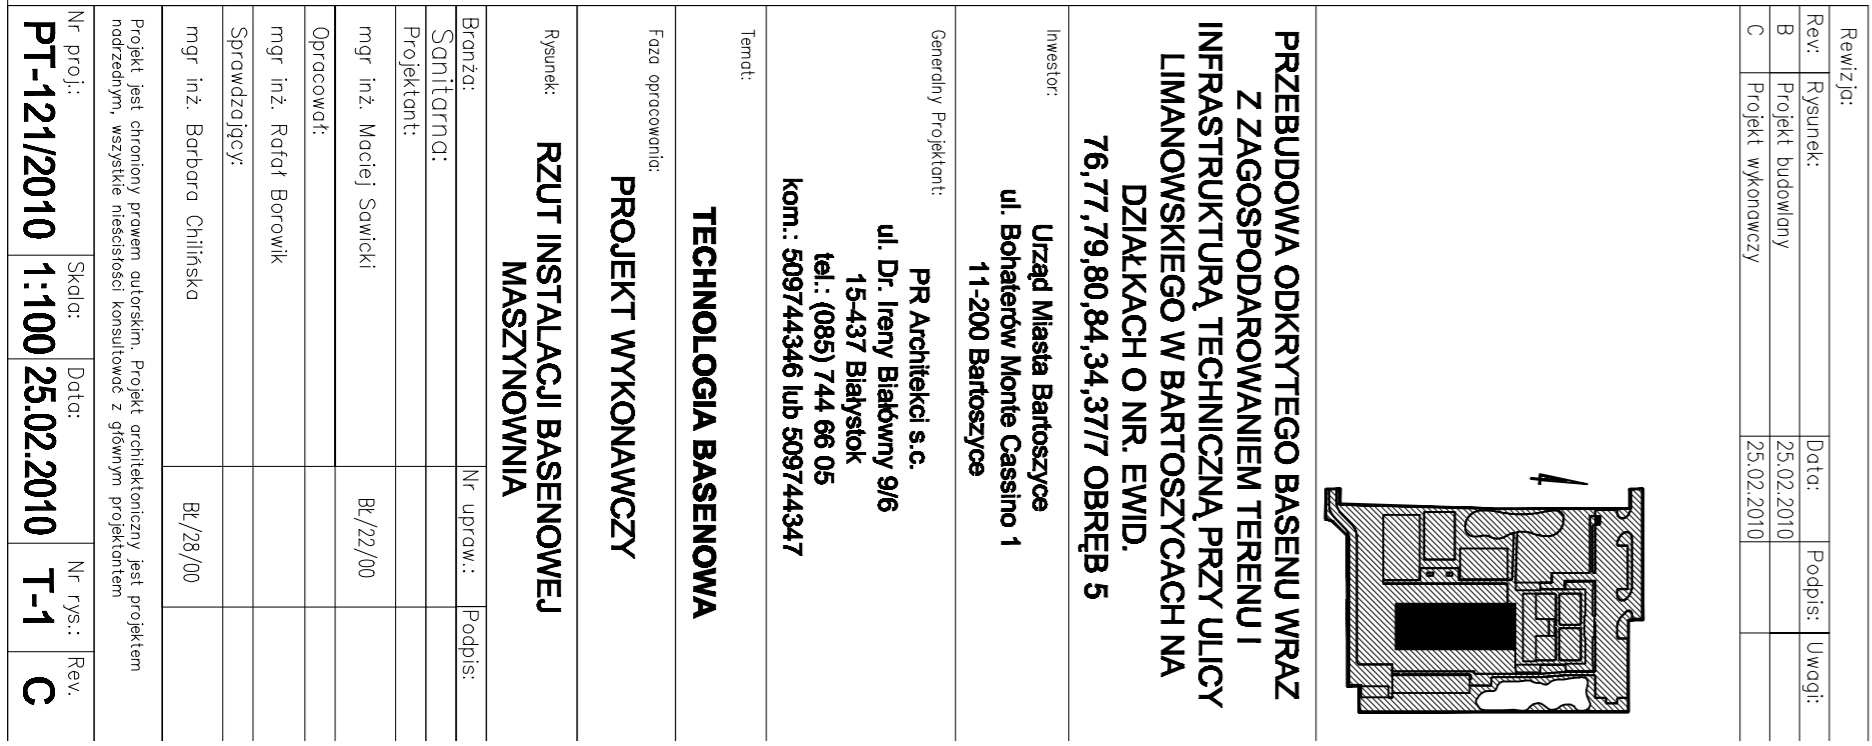 Rewizja:
Rev: Rysunek: Data: Podpis: Uwagi:
B Projekt budowlany 25.02.2010
C Projekt wykonawczy 25.02.2010
PRZEBUDOWA ODKRYTEGO BASENU WRAZ
Z ZAGOSPODAROWANIEM TERENU I
INFRASTRUKTURĄ TECHNICZNĄ PRZY ULICY
LIMANOWSKIEGO W BARTOSZYCACH NA
DZIAŁKACH O NR. EWID.
76,77,79,80,84,34,37/7 OBRĘB 5
Inwestor:
Urząd Miasta Bartoszyce
ul. Bohaterów Monte Cassino 1
11-200 Bartoszyce
Generalny Projektant:
PR Architekci s.c.
ul. Dr. Ireny Białówny 9/6
15-437 Białystok
tel.: (085) 744 66 05
kom.: 509744346 lub 509744347
Temat:
TECHNOLOGIA BASENOWA
Faza opracowania:
PROJEKT WYKONAWCZY
Rysunek:
RZUT INSTALACJI BASENOWEJ
MASZYNOWNIA
Branża: Nr upraw.: Podpis:
Sanitarna:
Projektant:
mgr inż. Maciej Sawicki BŁ/22/00
Opracował:
mgr inż. Rafał Borowik
Sprawdzający:
mgr inż. Barbara Chilińska BŁ/28/00
Projekt jest chroniony prawem autorskim. Projekt architektoniczny jest projektem
nadrzednym, wszystkie nieścisłości konsultować z głównym projektantem
Nr proj.: Skala: Data: Nr rys.: Rev.
PT-121/2010 1:100 25.02.2010 T-1 C